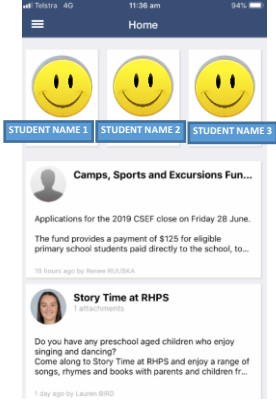 Telstra 4G 11:36 am 94%
Home
STUDENT NAME 1 STUDENT NAME 2 STUDENT NAME 3
Camps, Sports and Excursions Fun...
Applications for the 2019 CSEF close on Friday 28 June.
The fund provides a payment of $125 for eligible
primary school students paid directly to the school, to...
18 hours ago by Renee RUUSKA
Story Time at RHPS
1 attachments
Do you have any preschool aged children who enjoy
singing and dancing?
Come along to Story Time at RHPS and enjoy a range of
songs, rhymes and books with parents and children fr...
1 day ago by Lauren BIRD